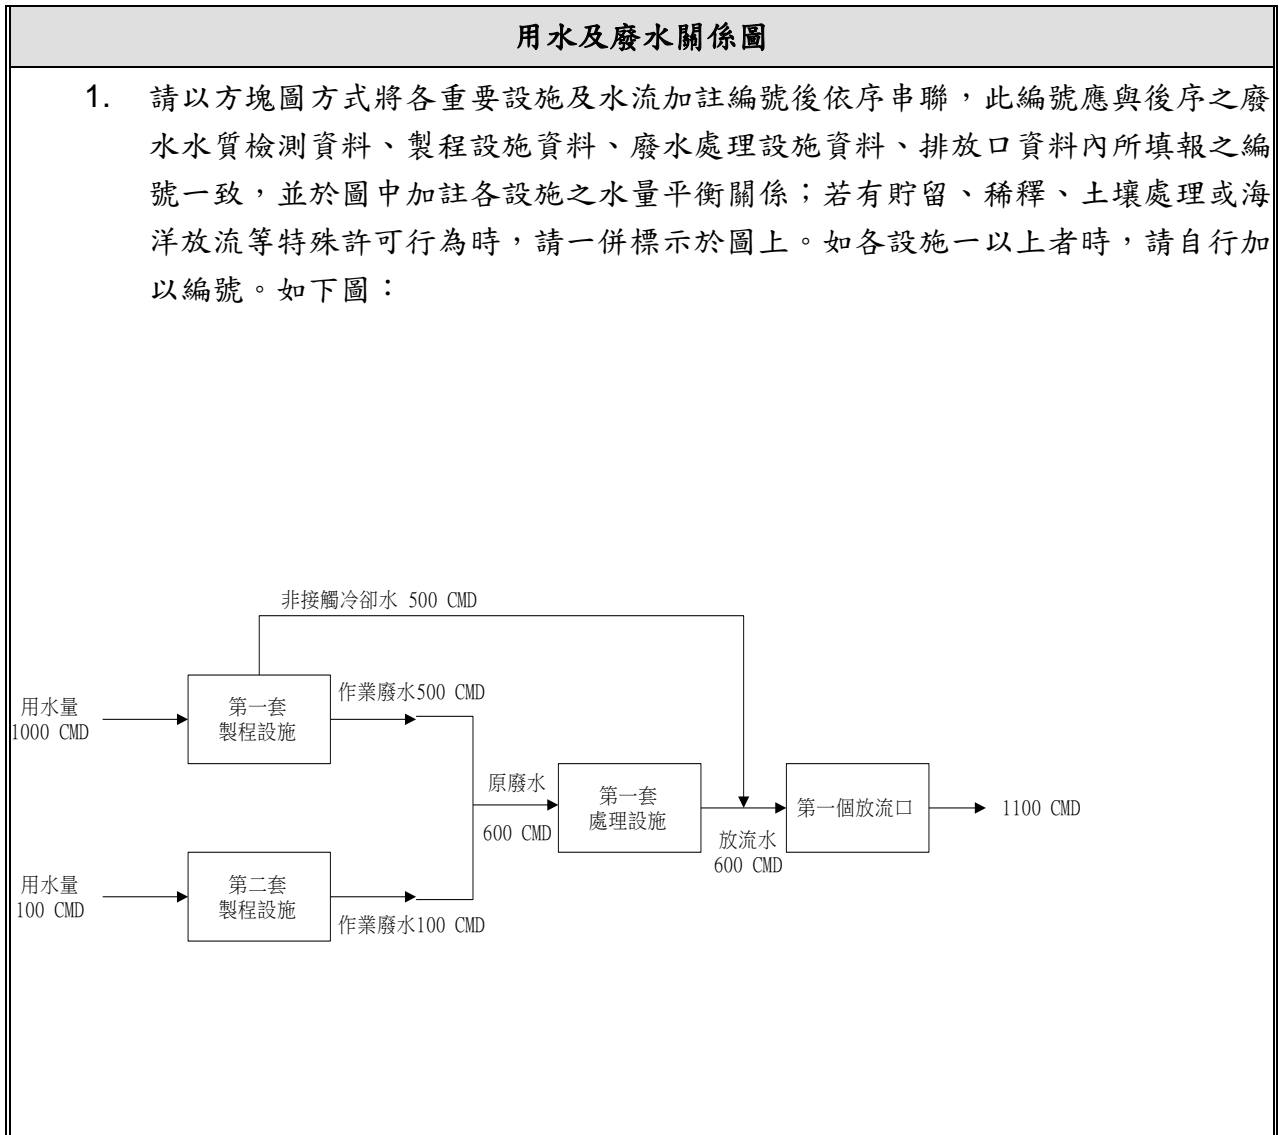 用水及廢水關係圖
1. 請以方塊圖方式將各重要設施及水流加註編號後依序串聯，此編號應與後序之廢
水水質檢測資料、製程設施資料、廢水處理設施資料、排放口資料內所填報之編
號一致，並於圖中加註各設施之水量平衡關係；若有貯留、稀釋、土壤處理或海
洋放流等特殊許可行為時，請一併標示於圖上。如各設施一以上者時，請自行加
以編號。如下圖：
非接觸冷卻水 500 CMD
用水量
1000 CMD
第一套
製程設施
作業廢水500 CMD
原廢水
600 CMD
第一套
處理設施
放流水
600 CMD
第一個放流口
1100 CMD
用水量
100 CMD
第二套
製程設施
作業廢水100 CMD